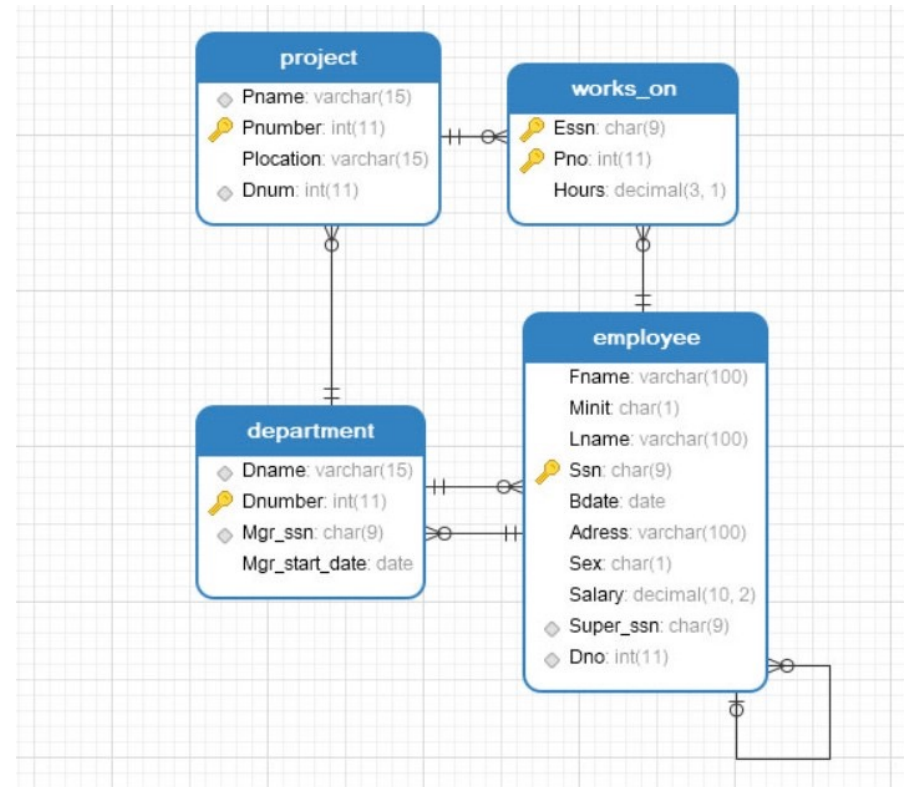 project
Pname: varchar(15)
Pnumber: int(11)
Plocation: varchar(15)
Dnum: int(11)
works_on
Essn: char(9)
Pno: int(11)
Hours: decimal(3, 1)
department
Dname: varchar(15)
Dnumber: int(11)
Mgr_ssn: char(9)
Mgr_start_date: date
employee
Fname: varchar(100)
Minit: char(1)
Lname: varchar(100)
Ssn: char(9)
Bdate: date
Adress: varchar(100)
Sex: char(1)
Salary: decimal(10, 2)
Super_ssn: char(9)
Dno: int(11)